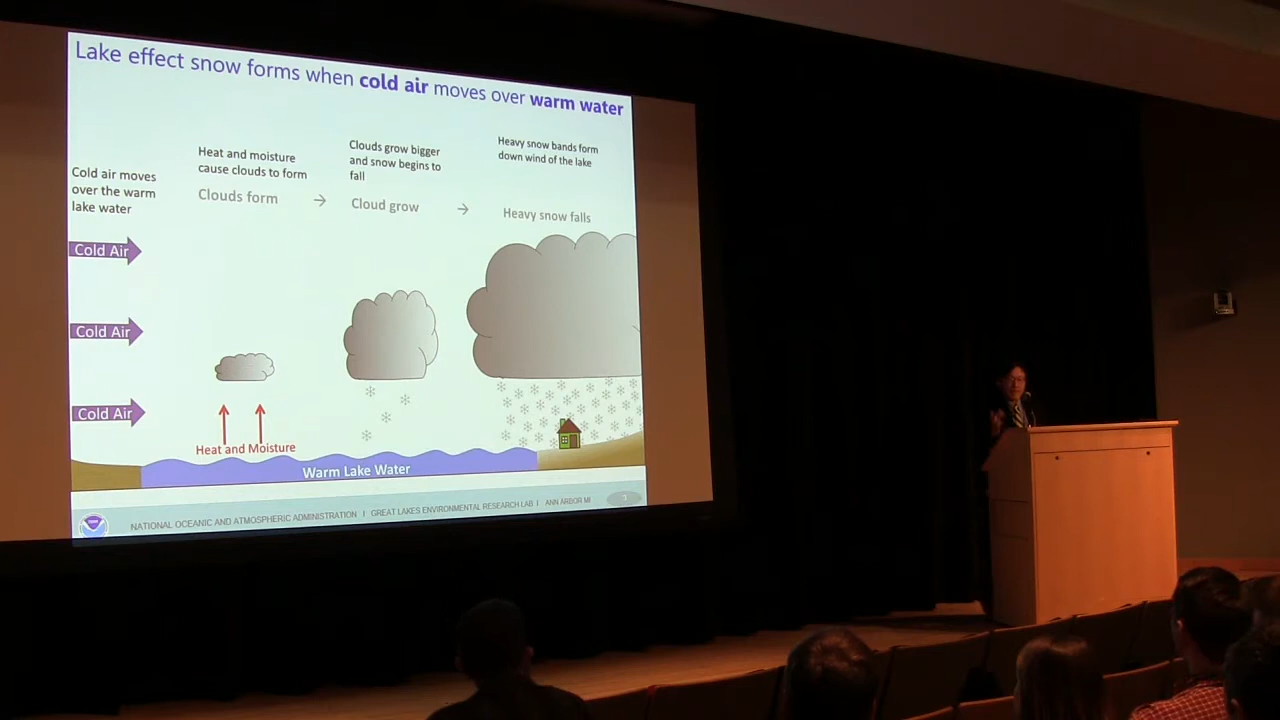 Lake effect snow forms when cold air moves over warm water
Cold air moves
over the warm
lake water
Heat and moisture
cause clouds to form
Clouds grow bigger
and snow begins to
fall
Heavy snow bands form
down wind of the lake
Clouds form
→
Cloud grow
→
Heavy snow falls
Cold Air
Cold Air
Cold Air
Heat and Moisture
Warm Lake Water
NATIONAL OCEANIC AND ATMOSPHERIC ADMINISTRATION I GREAT LAKES ENVIRONMENTAL RESEARCH LAB I ANN ARBOR MI
3